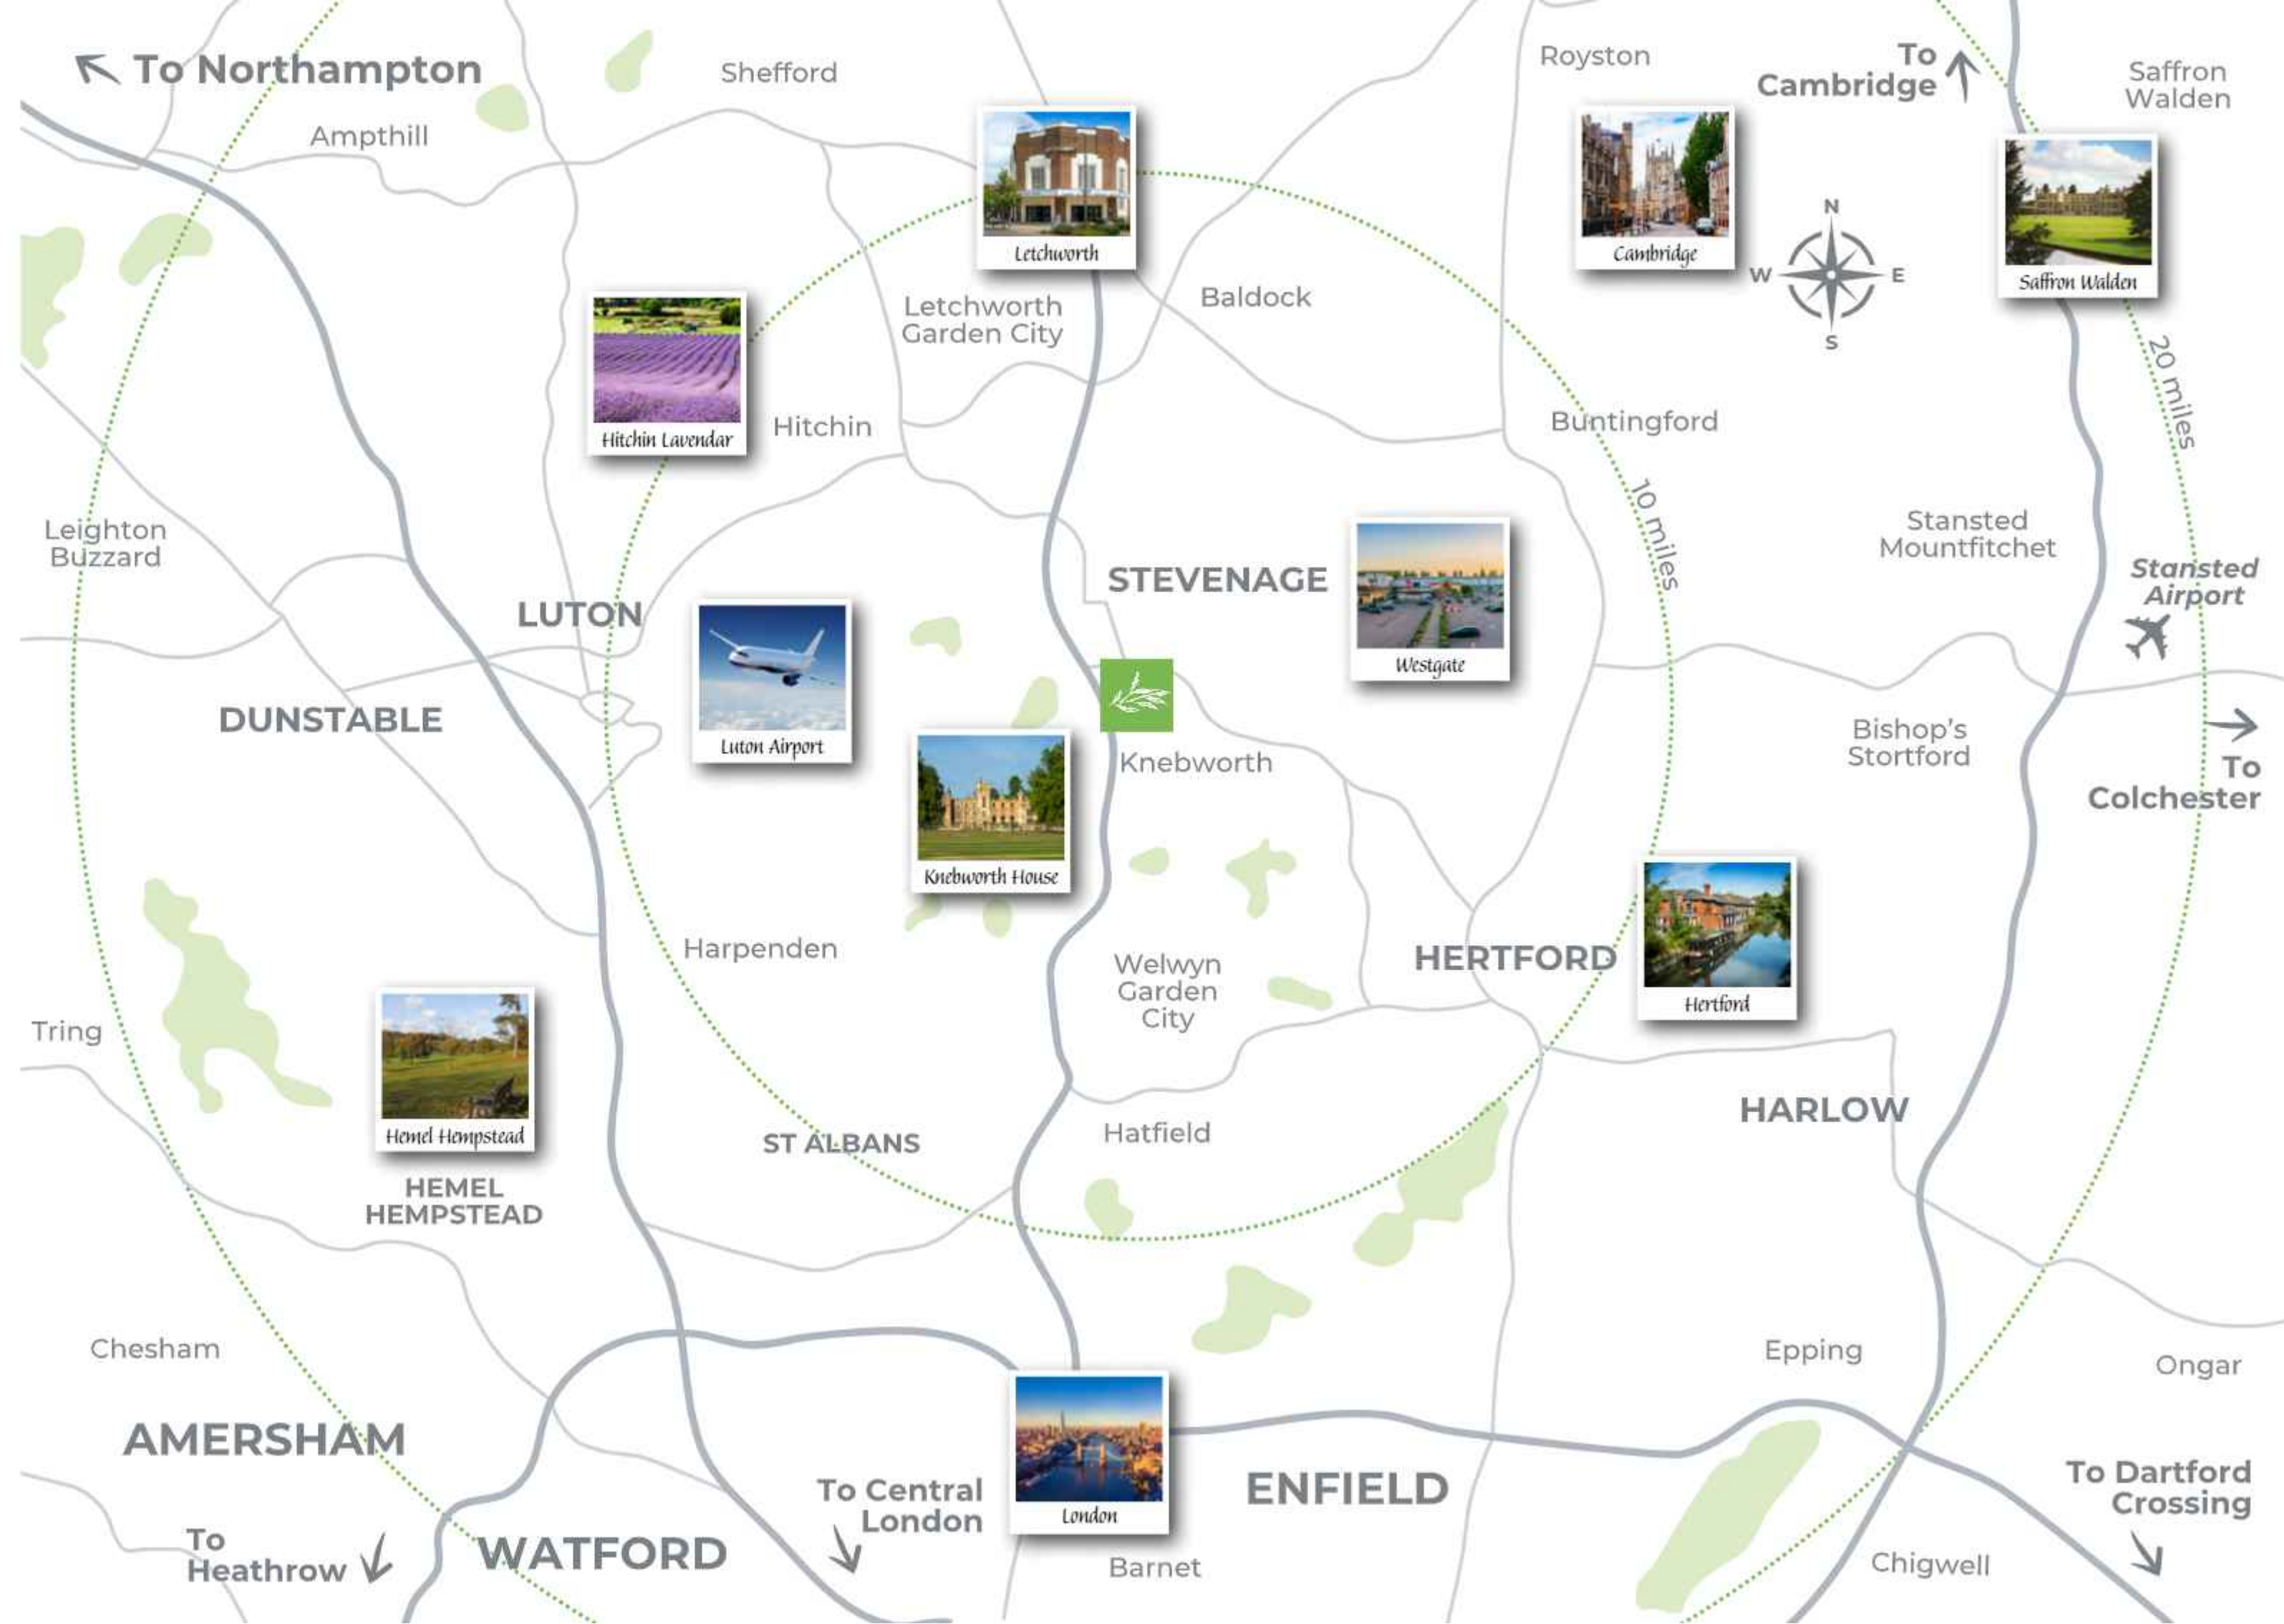 To Northampton
Shefford
Royston
To
Cambridge
Saffron
Walden
Ampthill
Letchworth
Cambridge
N
W
E
S
Saffron Walden
Letchworth
Garden City
Baldock
20 miles
Hitchin Lavendar
Hitchin
Buntingford
10 miles
Leighton
Buzzard
Stansted
Mountfitchet
Stansted
Airport
STEVENAGE
LUTON
Westgate
DUNSTABLE
Luton Airport
Knebworth
Bishop's
Stortford
To
Colchester
Knebworth House
Harpenden
Welwyn
Garden
City
HERTFORD
Hertford
Tring
Hemel Hempstead
HARLOW
ST ALBANS
Hatfield
HEMEL
HEMPSTEAD
Chesham
Epping
Ongar
AMERSHAM
To Central
London
London
ENFIELD
To Dartford
Crossing
To
Heathrow
WATFORD
Barnet
Chigwell